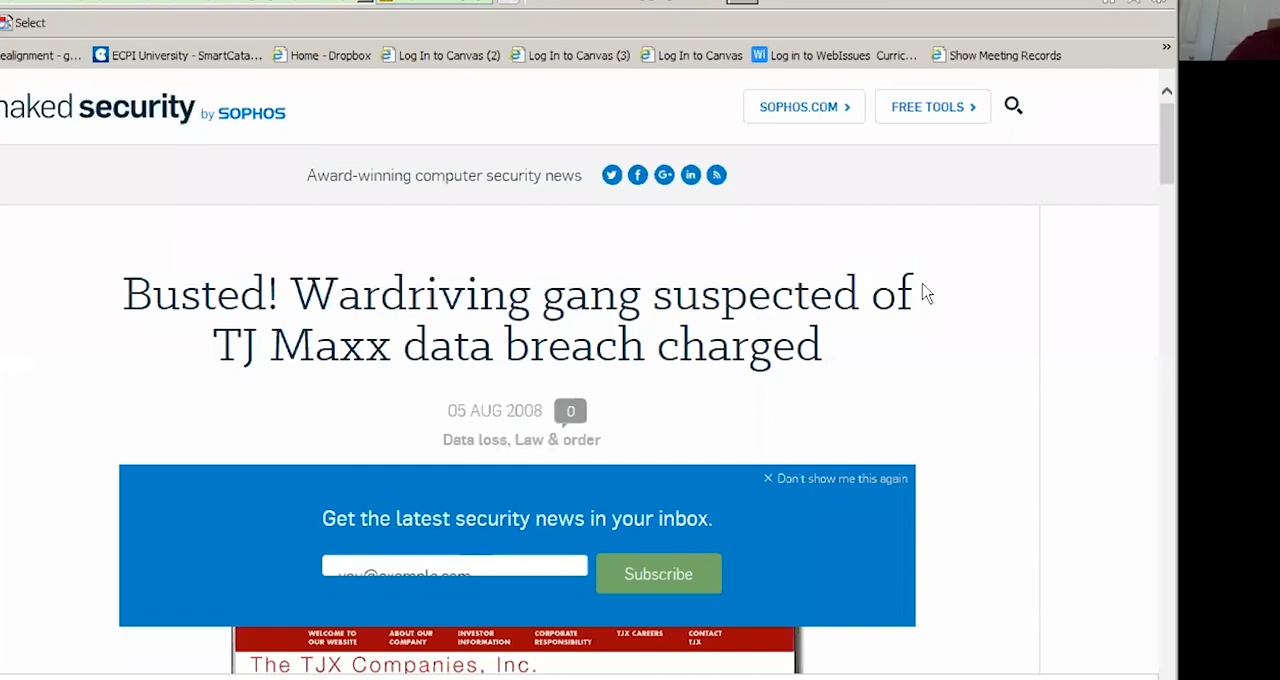 Select
ealignment - g... ECPI University - SmartCata... Home - Dropbox Log In to Canvas (2) Log In to Canvas (3) Log In to Canvas Wi Log in to WebIssues Curric... Show Meeting Records »
naked security by SOPHOS
SOPHOS.COM > FREE TOOLS >
Award-winning computer security news
Busted! Wardriving gang suspected of
TJ Maxx data breach charged
05 AUG 2008 0
Data loss, Law & order
× Don't show me this again
Get the latest security news in your inbox.
you@example.com Subscribe
WELCOME TO ABOUT OUR INVESTOR CORPORATE TJX CAREERS CONTACT
OUR WEBSITE COMPANY INFORMATION RESPONSIBILITY TJX
The TJX Companies, Inc.